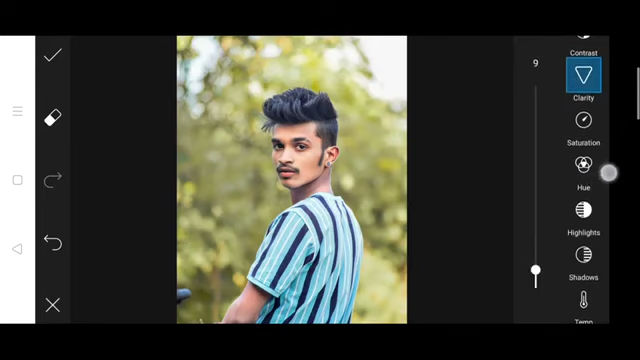 Contrast
9
Clarity
Saturation
Hue
Highlights
Shadows
Temp